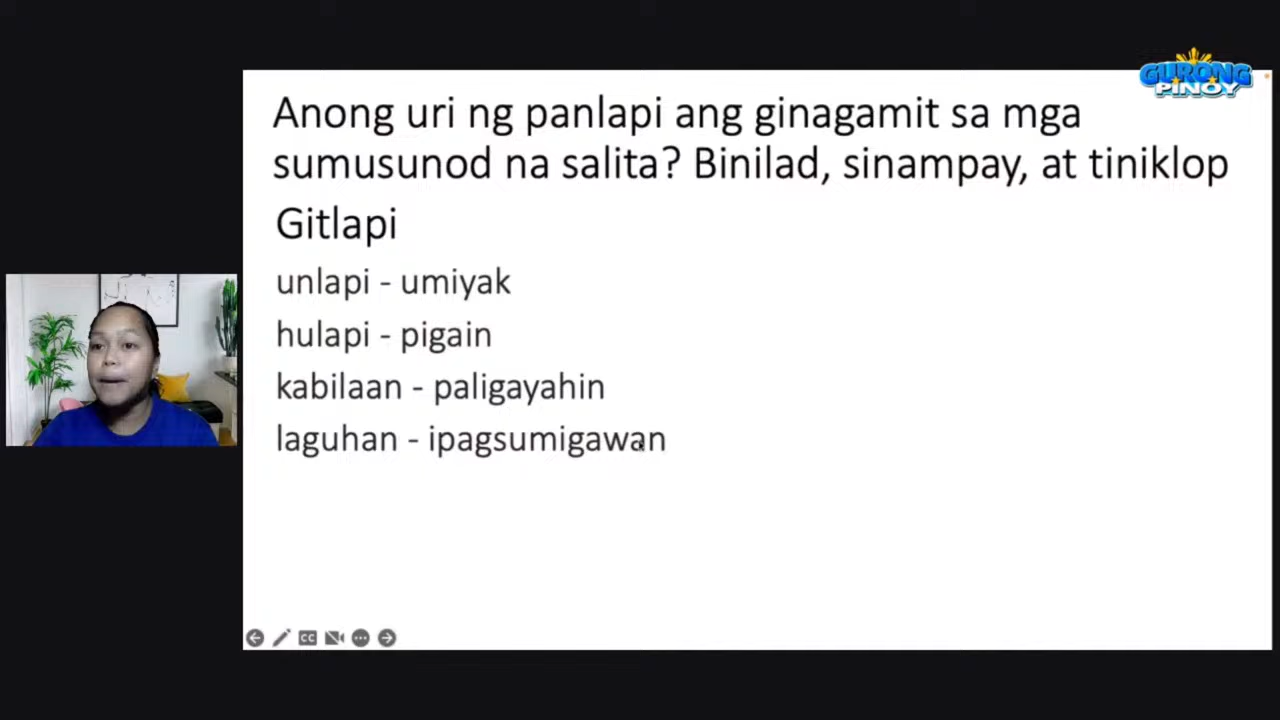 GURONG
PINOY
Anong uri ng panlapi ang ginagamit sa mga
sumusunod na salita? Binilad, sinampay, at tiniklop
Gitlapi
unlapi - umiyak
hulapi - pigain
kabilaan - paligayahin
laguhan - ipagsumigawan
CC